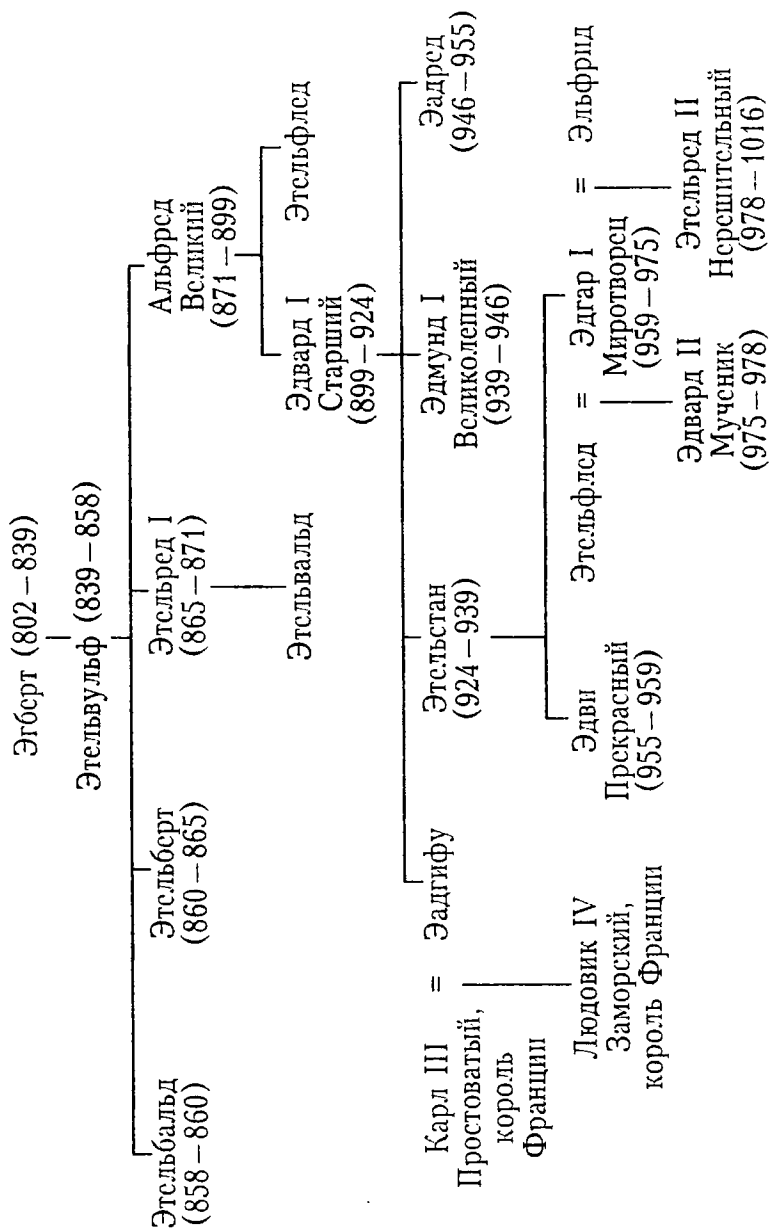 Эгберт (802–839)
Этельвульф (839–858)
Этельбальд
(858–860)
Этельберт
(860–865)
Этельред I
(865–871)
Альфред
Великий
(871–899)
Этельвальд
Эдвард I
Старший
(899–924)
Этельфлед
Карл III
Простоватый,
король
Франции
=
Эадгифу
Этельстан
(924–939)
Эдмунд I
Великолепный
(939–946)
Эадред
(946–955)
Людовик IV
Заморский,
король Франции
Эдви
Прекрасный
(955–959)
Этельфлед
=
Эдгар I
Миротворец
(959–975)
=
Эльфрид
Эдвард II
Мученик
(975–978)
Этельред II
Нерешительный
(978–1016)